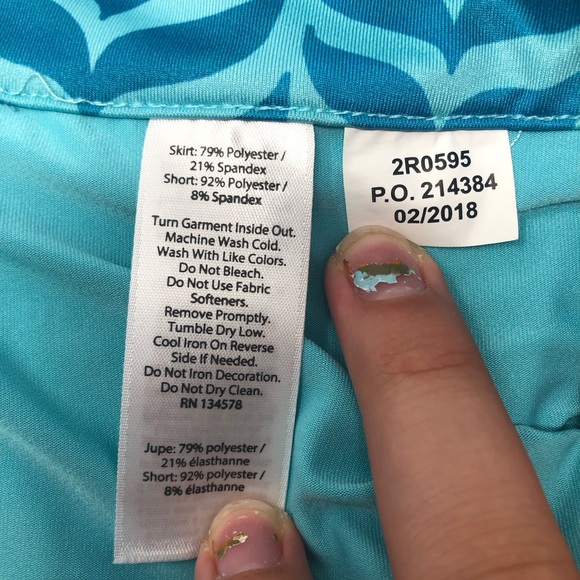 Skirt: 79% Polyester /
21% Spandex
Short: 92% Polyester /
8% Spandex
Turn Garment Inside Out.
Machine Wash Cold.
Wash With Like Colors.
Do Not Bleach.
Do Not Use Fabric
Softeners.
Remove Promptly.
Tumble Dry Low.
Cool Iron On Reverse
Side If Needed.
Do Not Iron Decoration.
Do Not Dry Clean.
RN 134578
Jupe: 79% polyester /
21% élasthanne
Short: 92% polyester /
8% élasthanne
2R0595
P.O. 214384
02/2018